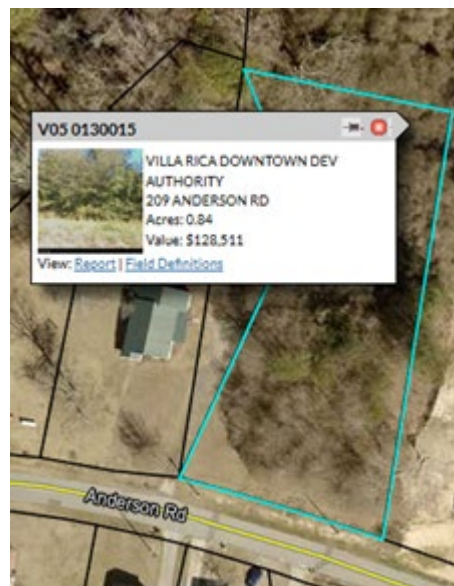 V05 0130015
VILLA RICA DOWNTOWN DEV
AUTHORITY
209 ANDERSON RD
Acres: 0.84
Value: $128,511
View: Report | Field Definitions
Anderson Rd